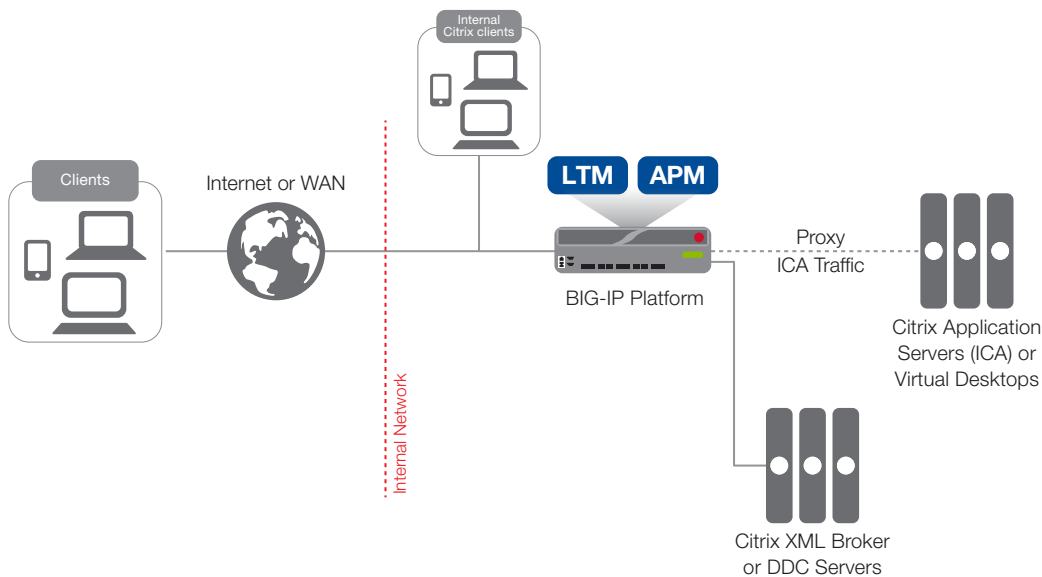 Internal
Citrix clients
Clients
Internet or WAN
LTM
APM
Proxy
ICA Traffic
BIG-IP Platform
Citrix Application
Servers (ICA) or
Virtual Desktops
Internal Network
Citrix XML Broker
or DDC Servers